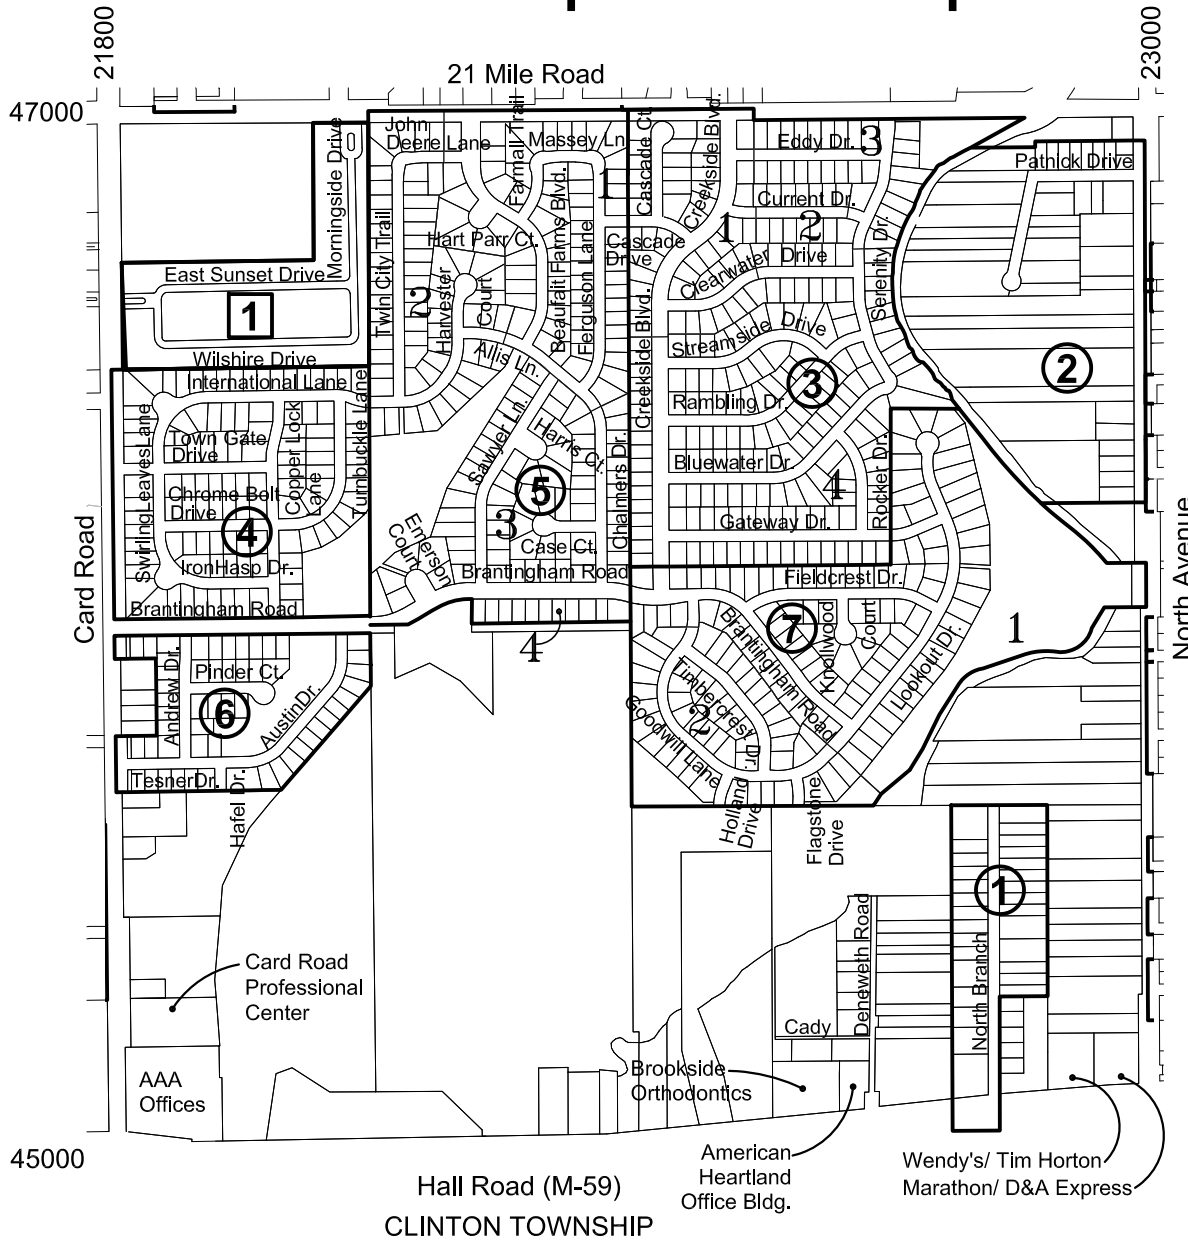 21800
23000
21 Mile Road
47000
John
Deere Lane
Farmall Trail
Massey Ln.
Cascade Ct.
Creekside Blvd.
Eddy Dr.
3
Patnick Drive
Morningside Drive
1
Current Dr.
2
1
Hart Parr Ct.
Beaufait Farms Blvd.
Ferguson Lane
Cascade
Drive
Clearwater Drive
Serenity Dr.
East Sunset Drive
1
Wilshire Drive
Twin City Trail
2
Harvester
Court
Allis Ln.
Creekside Blvd.
Streamside Drive
3
2
International Lane
Rambling Dr.
Swirling Leaves Lane
Town Gate
Drive
Copper Lock
Lane
Turnbuckle Lane
Sawyer Ln.
Harris Ct.
Chalmers Dr.
Bluewater Dr.
4
Rocker Dr.
Chrome Bolt
Drive
4
5
3
Gateway Dr.
Emerson
Court
Case Ct.
IronHasp Dr.
Brantingham Road
Brantingham Road
Fieldcrest Dr.
Card Road
North Avenue
4
7
Knollwood
Court
Brantingham Road
Lookout Dr.
1
Andrew Dr.
Pinder Ct.
6
AustinDr.
TesnerDr.
Hafel Dr.
Timbercrest Dr.
2
Goodwill Lane
Holland
Drive
Flagstone
Drive
1
Deneweth Road
North Branch
Card Road
Professional
Center
Cady
AAA
Offices
Brookside
Orthodontics
American
Heartland
Office Bldg.
Wendy's/ Tim Horton
Marathon/ D&A Express
45000
Hall Road (M-59)
CLINTON TOWNSHIP